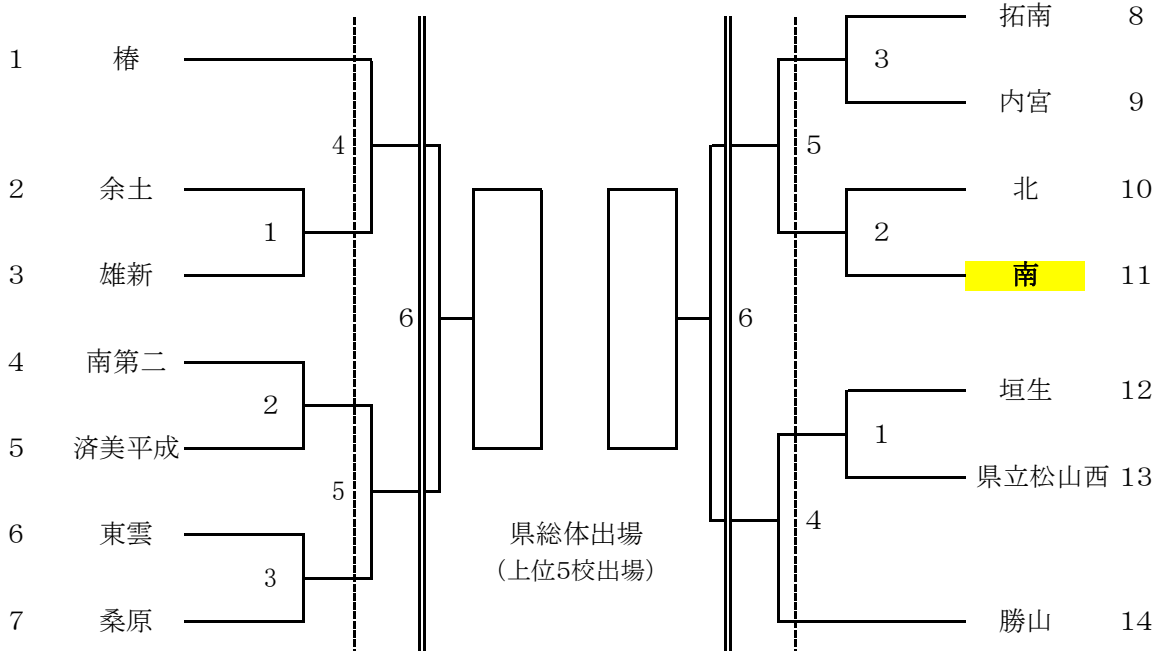 拓南 8
1 椿
3
内宮 9
4
5
2 余土
北 10
1
2
3 雄新
南 11
6
6
4 南第二
垣生 12
2
1
5 済美平成
県立松山西 13
5
4
6 東雲
県総体出場
（上位5校出場）
3
7 桑原
勝山 14